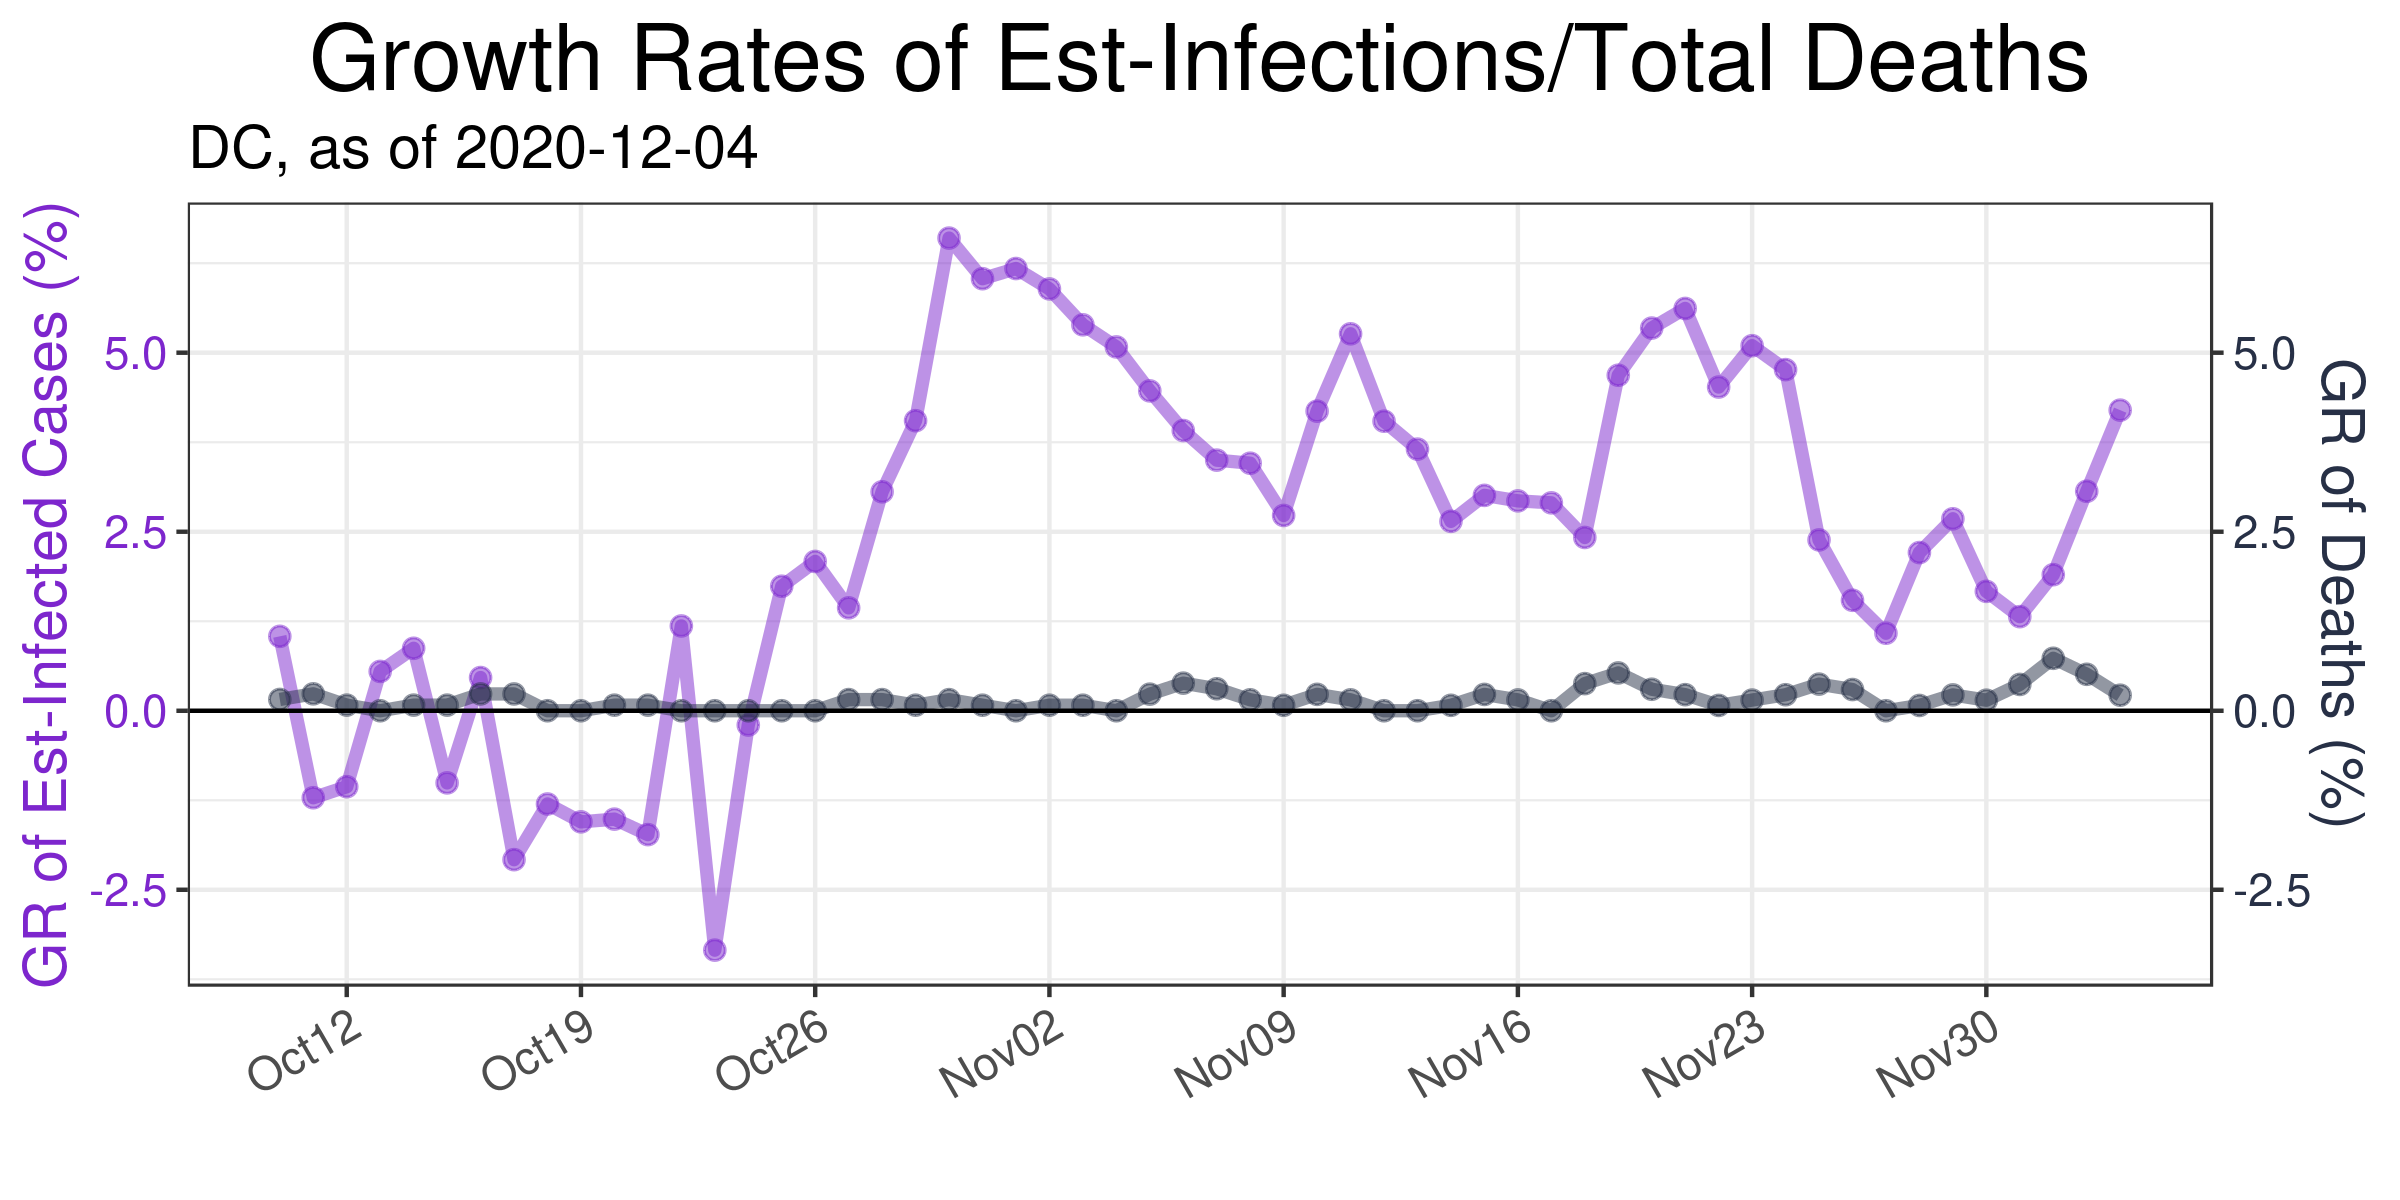 Growth Rates of Est-Infections/Total Deaths
DC, as of 2020-12-04
GR of Est-Infected Cases (%)
5.0
2.5
0.0
-2.5
5.0
2.5
0.0
-2.5
GR of Deaths (%)
Oct12
Oct19
Oct26
Nov02
Nov09
Nov16
Nov23
Nov30